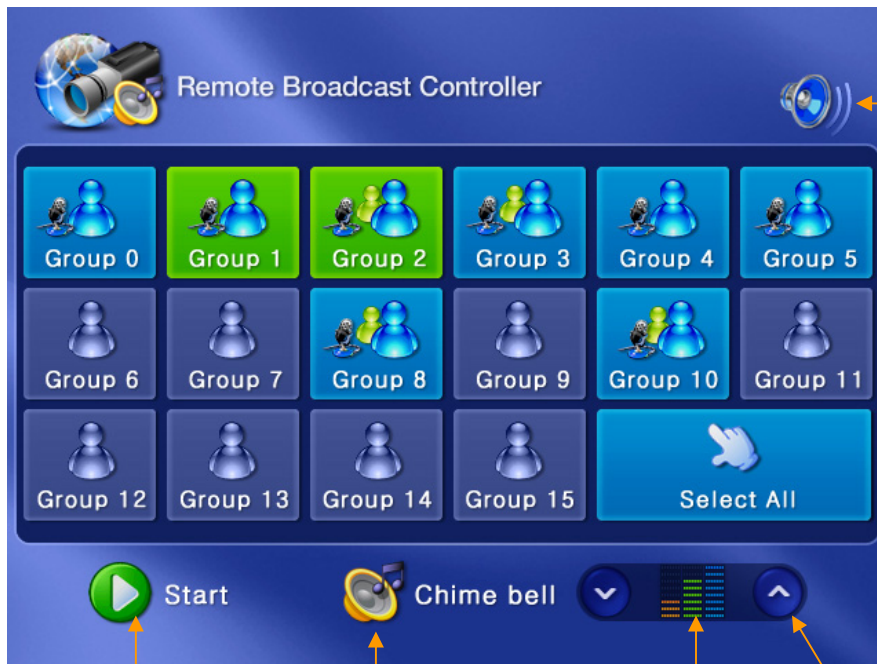 Remote Broadcast Controller
Group 0 Group 1 Group 2 Group 3 Group 4 Group 5
Group 6 Group 7 Group 8 Group 9 Group 10 Group 11
Group 12 Group 13 Group 14 Group 15 Select All
Start Chime bell